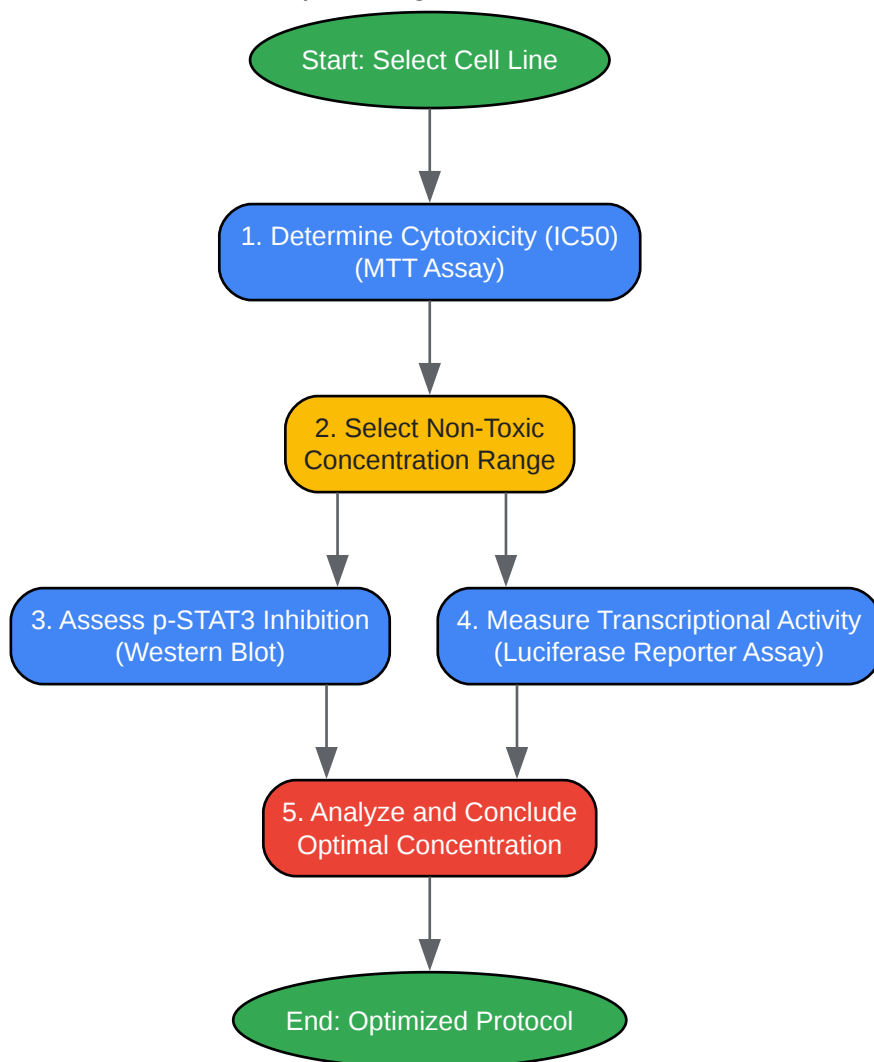 Start: Select Cell Line
1. Determine Cytotoxicity (IC50)
(MTT Assay)
2. Select Non-Toxic
Concentration Range
3. Assess p-STAT3 Inhibition
(Western Blot)
4. Measure Transcriptional Activity
(Luciferase Reporter Assay)
5. Analyze and Conclude
Optimal Concentration
End: Optimized Protocol